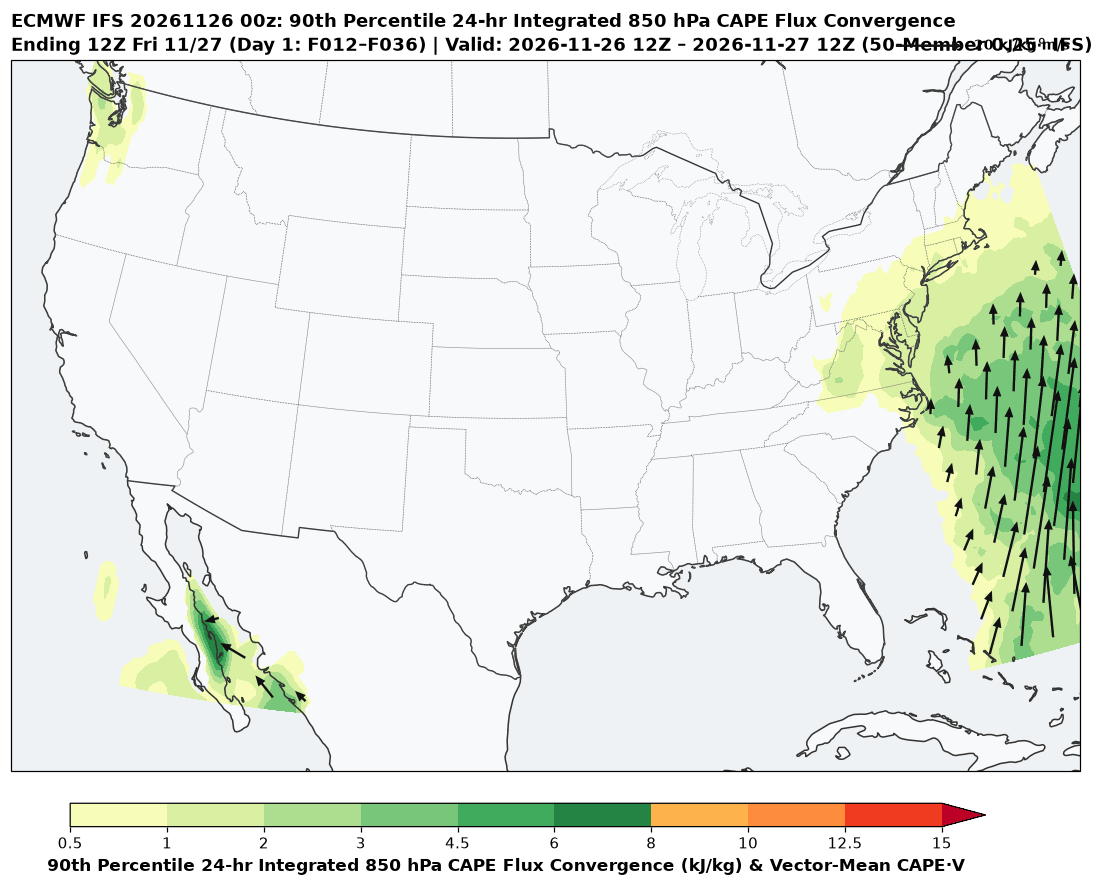 ECMWF IFS 20261126 00z: 90th Percentile 24-hr Integrated 850 hPa CAPE Flux Convergence
Ending 12Z Fri 11/27 (Day 1: F012–F036) | Valid: 2026-11-26 12Z – 2026-11-27 12Z (50-Member 0.25° IFS)
0.5 1 2 3 4.5 6 8 10 12.5 15
90th Percentile 24-hr Integrated 850 hPa CAPE Flux Convergence (kJ/kg) & Vector-Mean CAPE·V